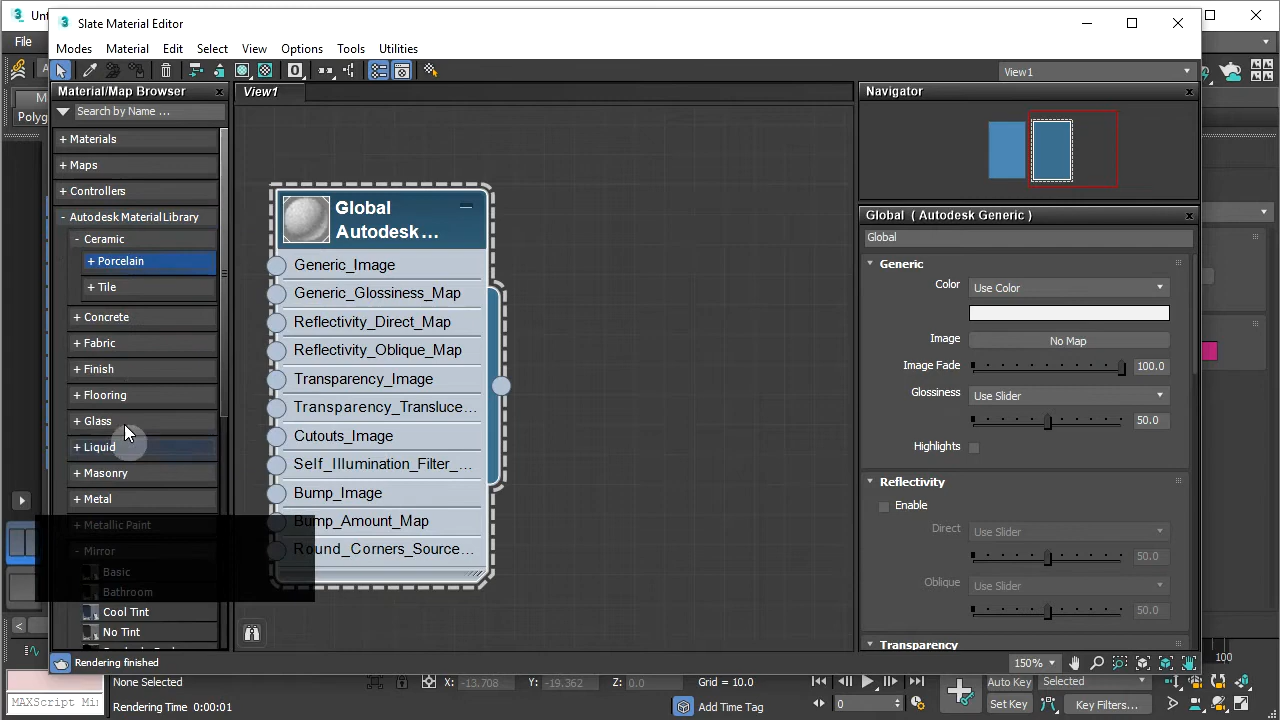 Unt
Slate Material Editor
File
Modes Material Edit Select View Options Tools Utilities
View1
Material/Map Browser
View1
Navigator
M
Polyg
Search by Name ...
+ Materials
+ Maps
+ Controllers
- Autodesk Material Library
- Ceramic
+ Porcelain
+ Tile
+ Concrete
+ Fabric
+ Finish
+ Flooring
+ Glass
+ Liquid
+ Masonry
+ Metal
+ Metallic Paint
- Mirror
Basic
Bathroom
Cool Tint
No Tint
Global
Autodesk...
Generic_Image
Generic_Glossiness_Map
Reflectivity_Direct_Map
Reflectivity_Oblique_Map
Transparency_Image
Transparency_Transluce...
Cutouts_Image
Self_Illumination_Filter_...
Bump_Image
Bump_Amount_Map
Round_Corners_Source...
Global ( Autodesk Generic )
Global
Generic
Color Use Color
Image No Map
Image Fade 100.0
Glossiness Use Slider
50.0
Highlights
Reflectivity
Enable
Direct Use Slider
50.0
Oblique Use Slider
50.0
Transparency
Rendering finished
150%
100
None Selected
X: -13.708 Y: -19.362 Z: 0.0 Grid = 10.0
Auto Key Selected
MAXScript Mi
Rendering Time 0:00:01
Add Time Tag
0
Set Key Key Filters...